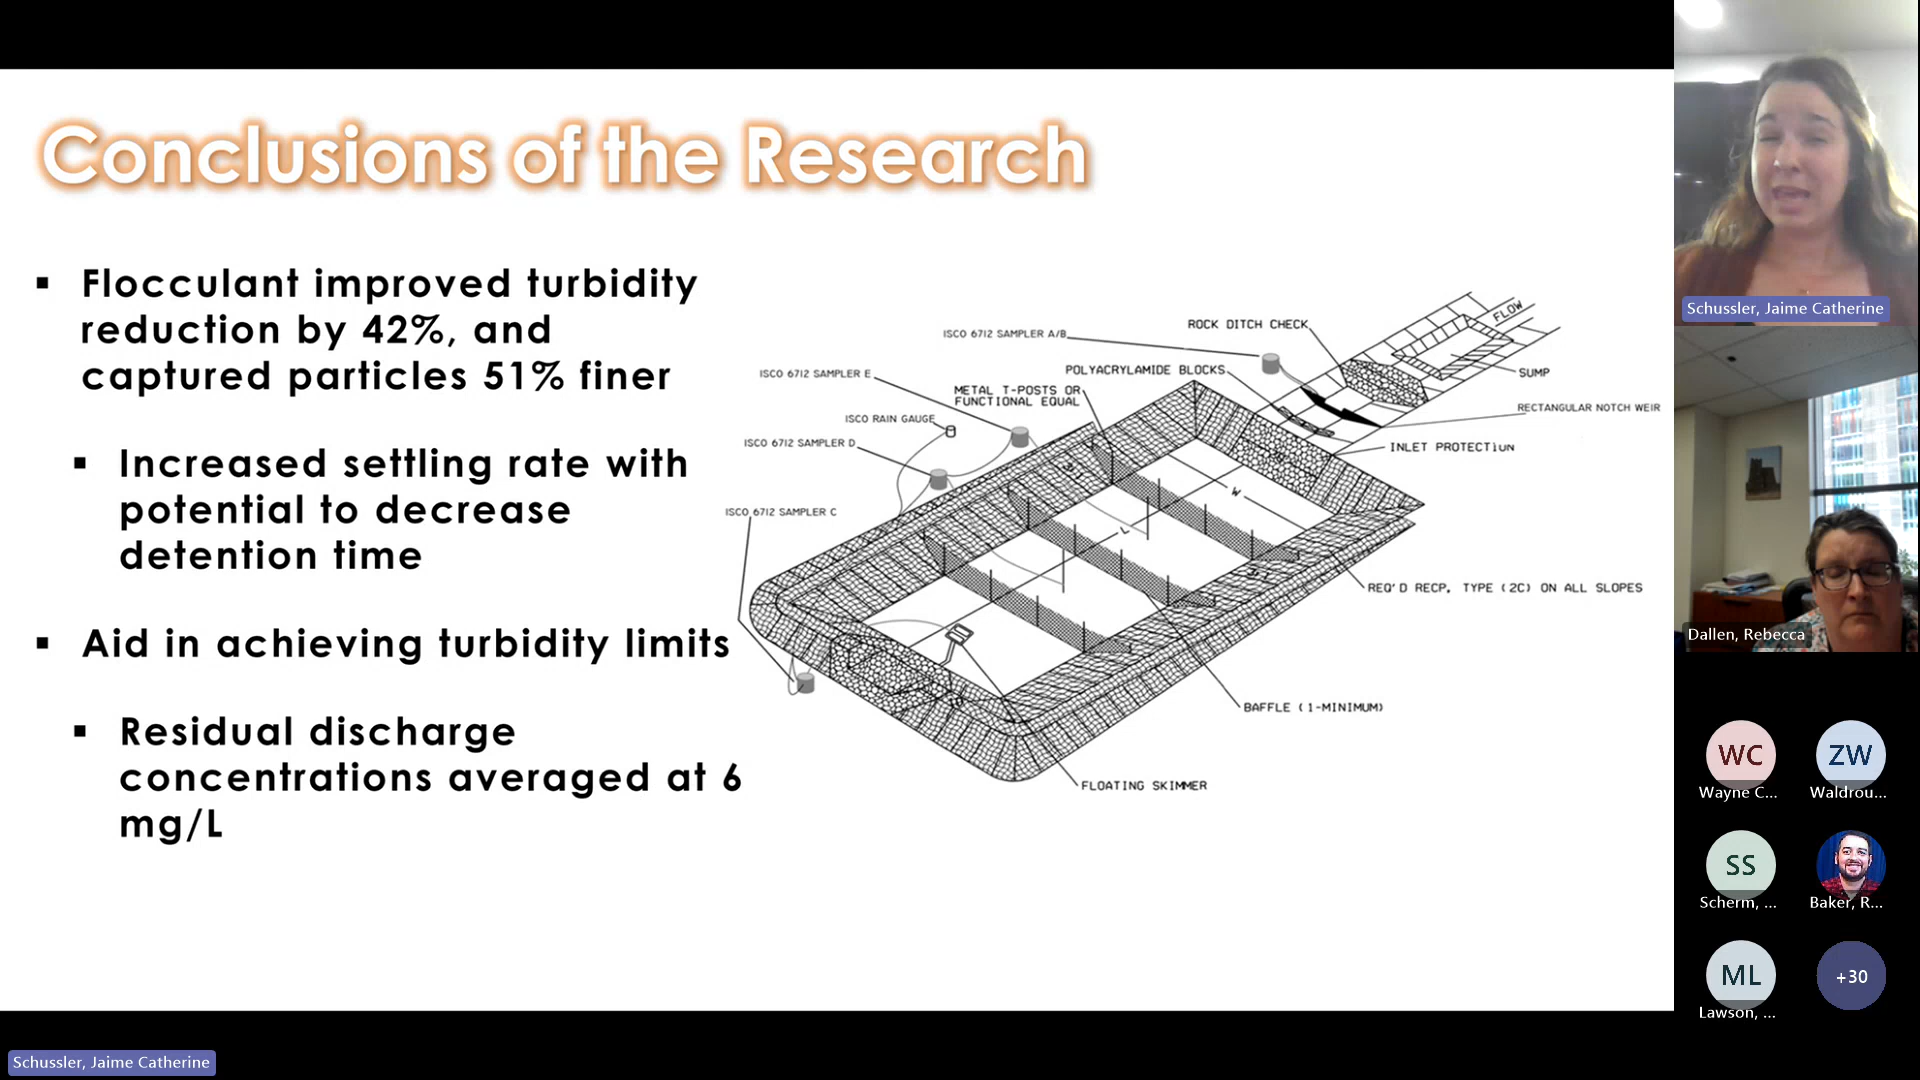 Conclusions of the Research
▪ Flocculant improved turbidity
reduction by 42%, and
captured particles 51% finer
▪ Increased settling rate with
potential to decrease
detention time
▪ Aid in achieving turbidity limits
▪ Residual discharge
concentrations averaged at 6
mg/L
FLOW
ROCK DITCH CHECK
ISCO 6712 SAMPLER A/B
POLYACRYLAMIDE BLOCKS
SUMP
ISCO 6712 SAMPLER E
METAL T-POSTS OR
FUNCTIONAL EQUAL
RECTANGULAR NOTCH WEIR
ISCO RAIN GAUGE
ISCO 6712 SAMPLER D
INLET PROTECTION
W
L
ISCO 6712 SAMPLER C
REQ'D RECP. TYPE (2C) ON ALL SLOPES
BAFFLE (1-MINIMUM)
FLOATING SKIMMER
Schussler, Jaime Catherine
Dallen, Rebecca
WC
Wayne C...
ZW
Waldrou...
SS
Scherm, ...
Baker, R...
ML
Lawson, ...
+30
Schussler, Jaime Catherine